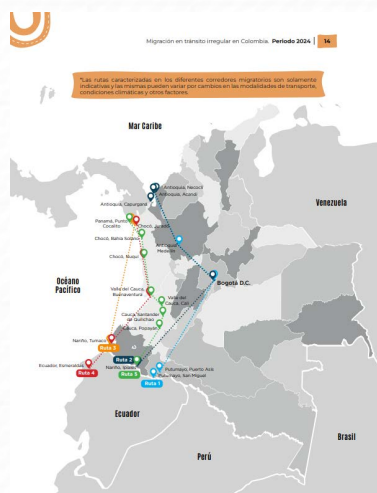 Migración en tránsito irregular en Colombia. Periodo 2024 | 14
*Las rutas caracterizadas en los diferentes corredores migratorios son solamente
indicativas y las mismas pueden variar por cambios en las modalidades de transporte,
condiciones climáticas y otros factores.
Mar Caribe
Antioquia, Necoclí
Antioquia, Acandí
Antioquia, Capurganá
Venezuela
Panamá, Punta
Cocalito
Chocó, Juradó
Chocó, Bahía Solano
Antioquia,
Medellín
Chocó, Nuquí
Bogotá D.C.
Océano
Pacífico
Valle del Cauca,
Buenaventura
Valle del
Cauca, Cali
Cauca, Santander
de Quilichao
Cauca, Popayán
Nariño, Tumaco
Ruta 3
Ruta 2
Ecuador, Esmeraldas
Nariño, Ipiales
Putumayo, Puerto Asís
Putumayo, San Miguel
Ruta 4
Ruta 5
Ruta 1
Ecuador
Brasil
Perú